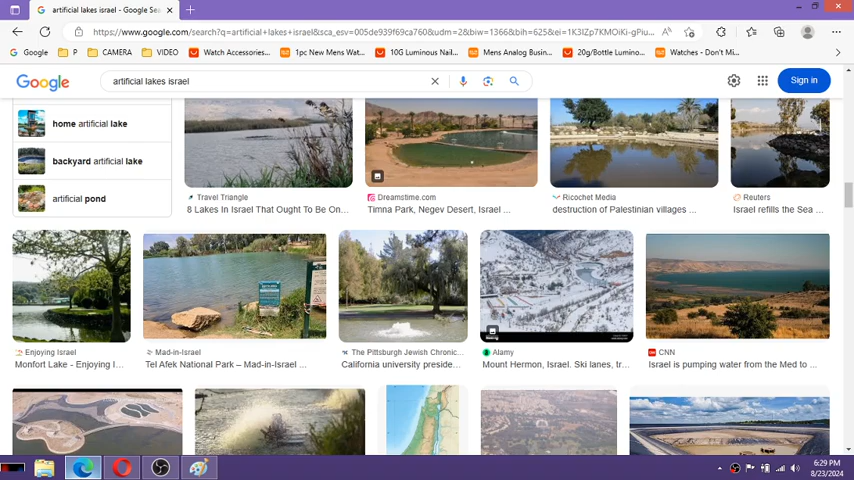 artificial lakes israel - Google Sea
https://www.google.com/search?q=artificial+lakes+israel&sca_esv=005de939f69ca760&udm=2&biw=1366&bih=625&ei=1K3lZp7KMOiKi-gPiu...
Google
P
CAMERA
VIDEO
Watch Accessories...
1pc New Mens Wat...
10G Luminous Nail...
Mens Analog Busin...
20g/Bottle Lumino...
Watches - Don't Mi...
Google
artificial lakes israel
Sign in
home artificial lake
backyard artificial lake
artificial pond
Travel Triangle
8 Lakes In Israel That Ought To Be On...
Dreamstime.com
Timna Park, Negev Desert, Israel ...
Ricochet Media
destruction of Palestinian villages ...
Reuters
Israel refills the Sea ...
Enjoying Israel
Monfort Lake - Enjoying I...
Mad-in-Israel
Tel Afek National Park – Mad-in-Israel ...
The Pittsburgh Jewish Chronic...
California university preside...
Alamy
Mount Hermon, Israel. Ski lanes, tr...
CNN
Israel is pumping water from the Med to ...
6:29 PM
8/23/2024